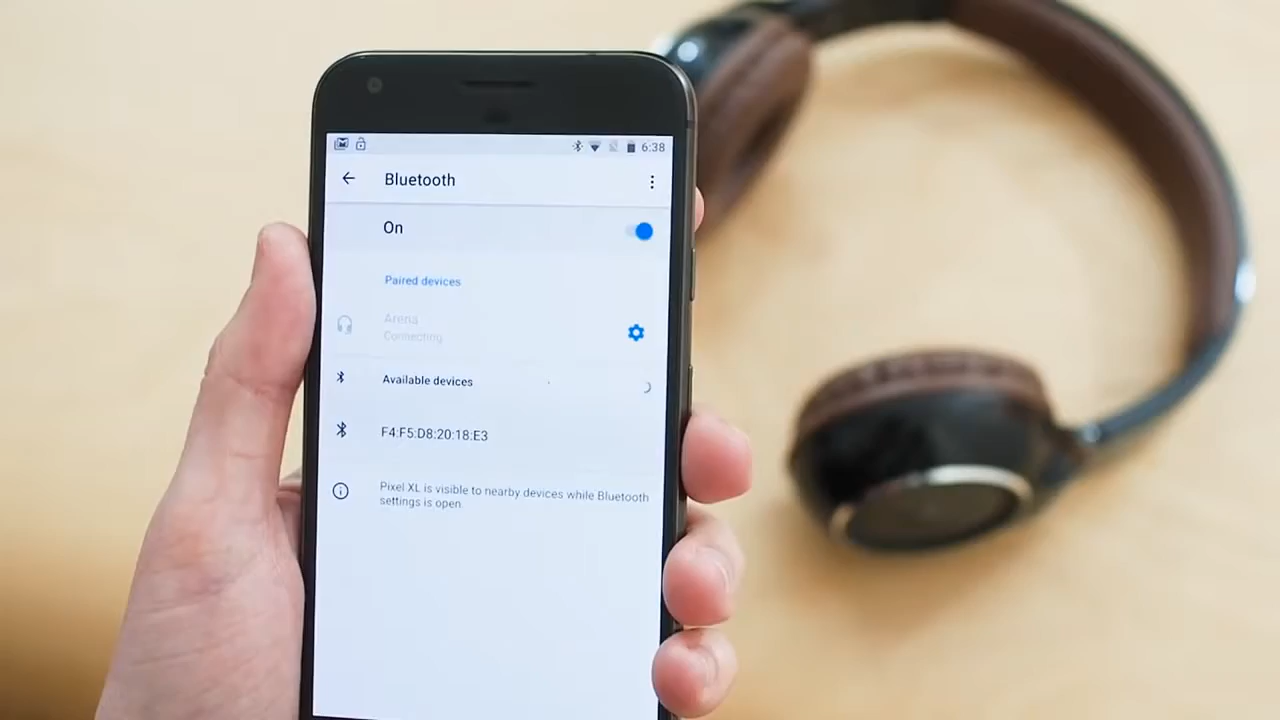 6:38
Bluetooth
On
Paired devices
Arena
Connecting
Available devices
F4:F5:D8:20:18:E3
Pixel XL is visible to nearby devices while Bluetooth
settings is open